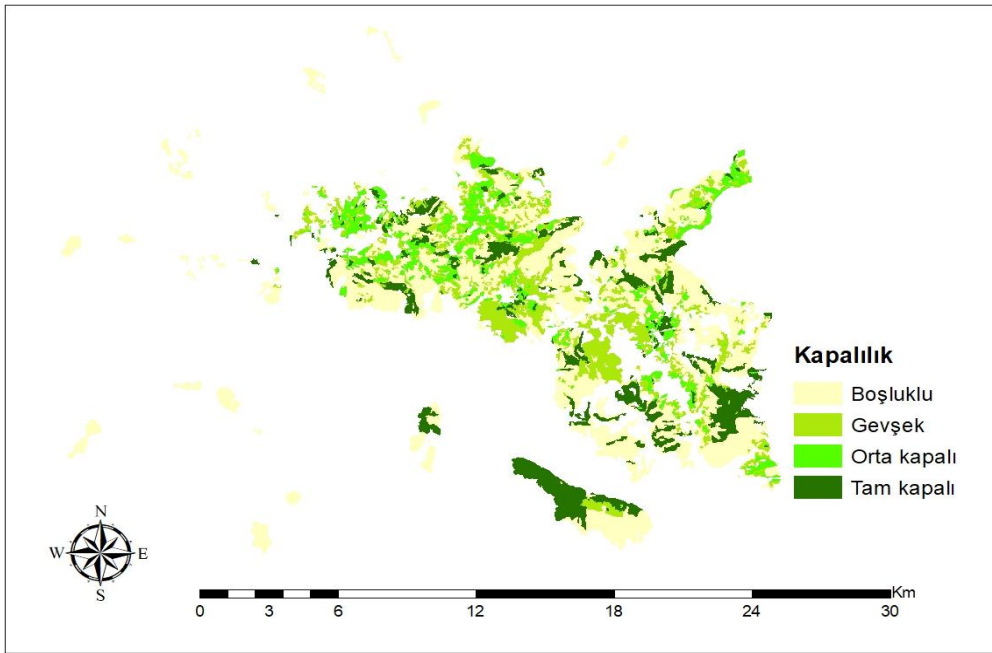 Kapalılık
Boşluklu
Gevşek
Orta kapalı
Tam kapalı
N
W E
S
Km
0 3 6 12 18 24 30